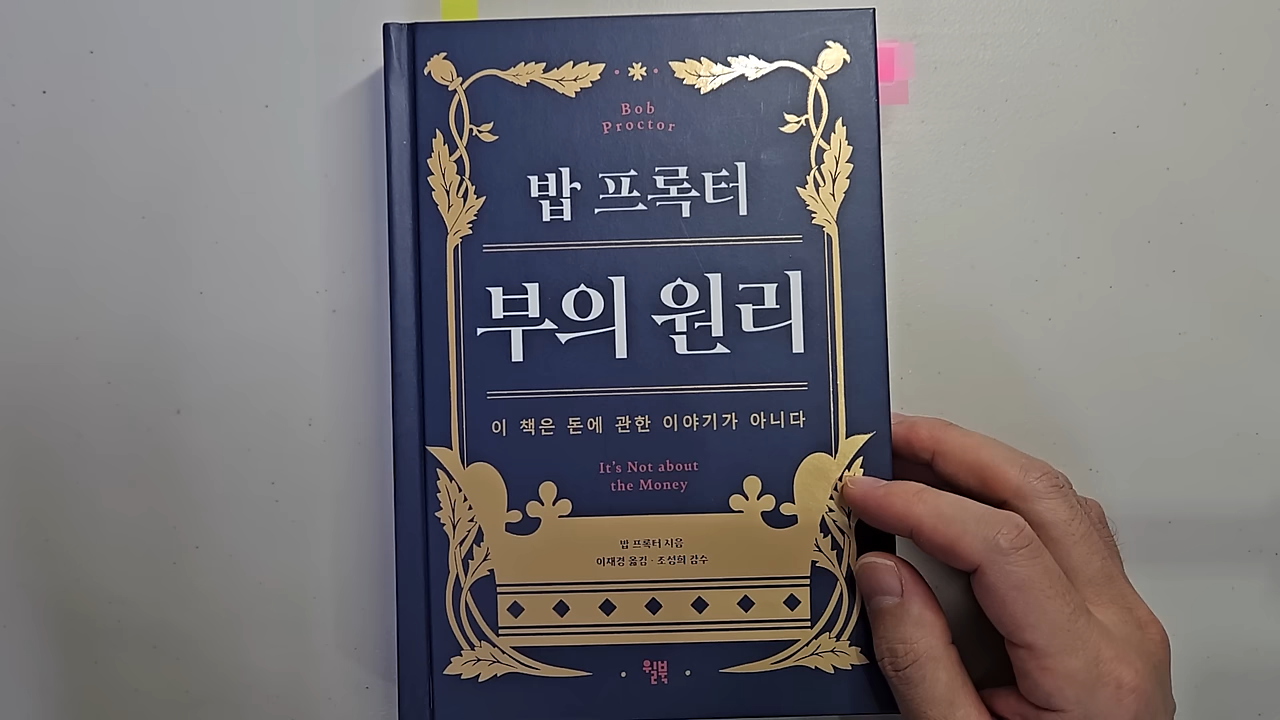 Bob
Proctor
밥 프록터
부의 원리
이 책은 돈에 관한 이야기가 아니다
It's Not about
the Money
밥 프록터 지음
이재경 옮김 · 조성희 감수
윌북